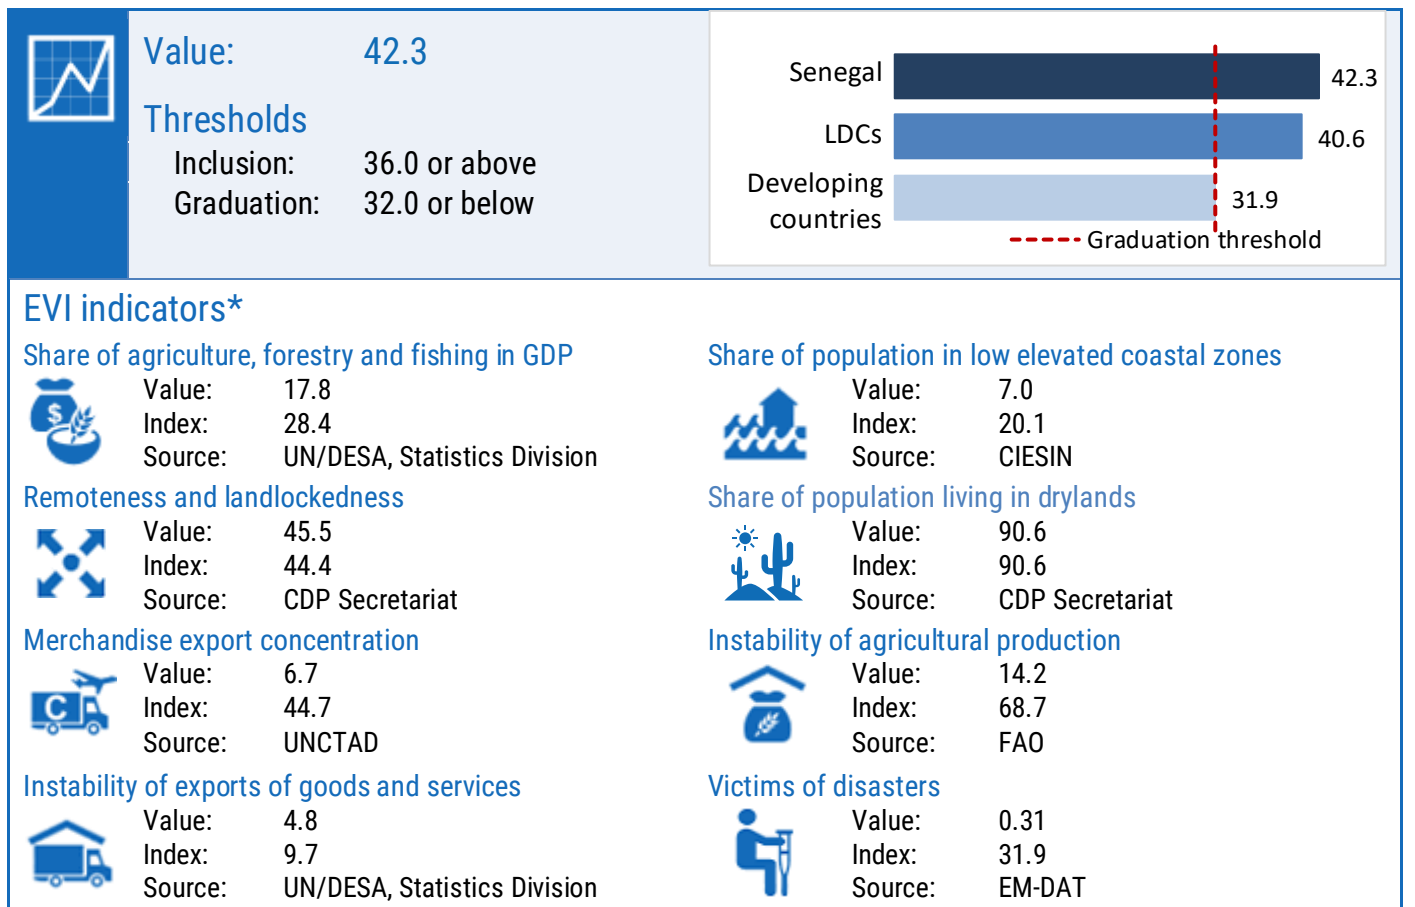 Value: 42.3
Thresholds
Inclusion: 36.0 or above
Graduation: 32.0 or below
Senegal 42.3
LDCs 40.6
Developing
countries 31.9
Graduation threshold
EVI indicators*
Share of agriculture, forestry and fishing in GDP
$
Value: 17.8
Index: 28.4
Source: UN/DESA, Statistics Division
Share of population in low elevated coastal zones
Value: 7.0
Index: 20.1
Source: CIESIN
Remoteness and landlockedness
Value: 45.5
Index: 44.4
Source: CDP Secretariat
Share of population living in drylands
Value: 90.6
Index: 90.6
Source: CDP Secretariat
Merchandise export concentration
C
Value: 6.7
Index: 44.7
Source: UNCTAD
Instability of agricultural production
Value: 14.2
Index: 68.7
Source: FAO
Instability of exports of goods and services
Value: 4.8
Index: 9.7
Source: UN/DESA, Statistics Division
Victims of disasters
Value: 0.31
Index: 31.9
Source: EM-DAT